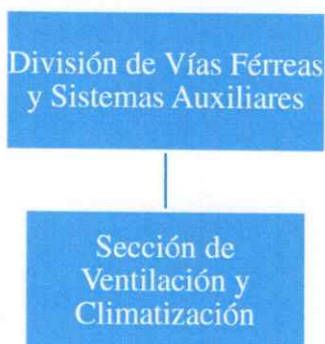 División de Vías Férreas
y Sistemas Auxiliares
Sección de
Ventilación y
Climatización